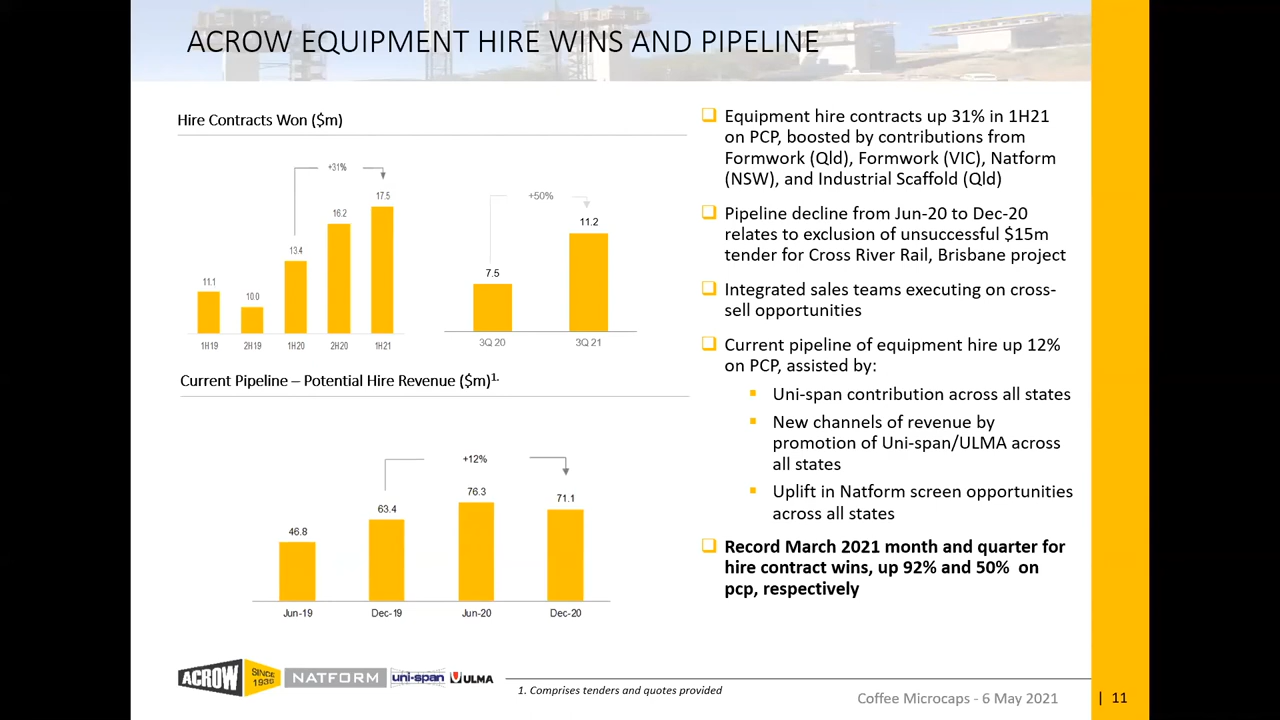 ACROW EQUIPMENT HIRE WINS AND PIPELINE
Hire Contracts Won ($m)
+31%
17.5
16.2
13.4
11.1
10.0
1H19 2H19 1H20 2H20 1H21
+50%
11.2
7.5
3Q 20 3Q 21
Current Pipeline – Potential Hire Revenue ($m)1.
+12%
76.3
71.1
63.4
46.8
Jun-19 Dec-19 Jun-20 Dec-20
Equipment hire contracts up 31% in 1H21
on PCP, boosted by contributions from
Formwork (Qld), Formwork (VIC), Natform
(NSW), and Industrial Scaffold (Qld)
Pipeline decline from Jun-20 to Dec-20
relates to exclusion of unsuccessful $15m
tender for Cross River Rail, Brisbane project
Integrated sales teams executing on cross-
sell opportunities
Current pipeline of equipment hire up 12%
on PCP, assisted by:
Uni-span contribution across all states
New channels of revenue by
promotion of Uni-span/ULMA across
all states
Uplift in Natform screen opportunities
across all states
Record March 2021 month and quarter for
hire contract wins, up 92% and 50% on
pcp, respectively
ACROW
SINCE
1936
NATFORM
uni-span
ULMA
1. Comprises tenders and quotes provided
Coffee Microcaps - 6 May 2021
| 11